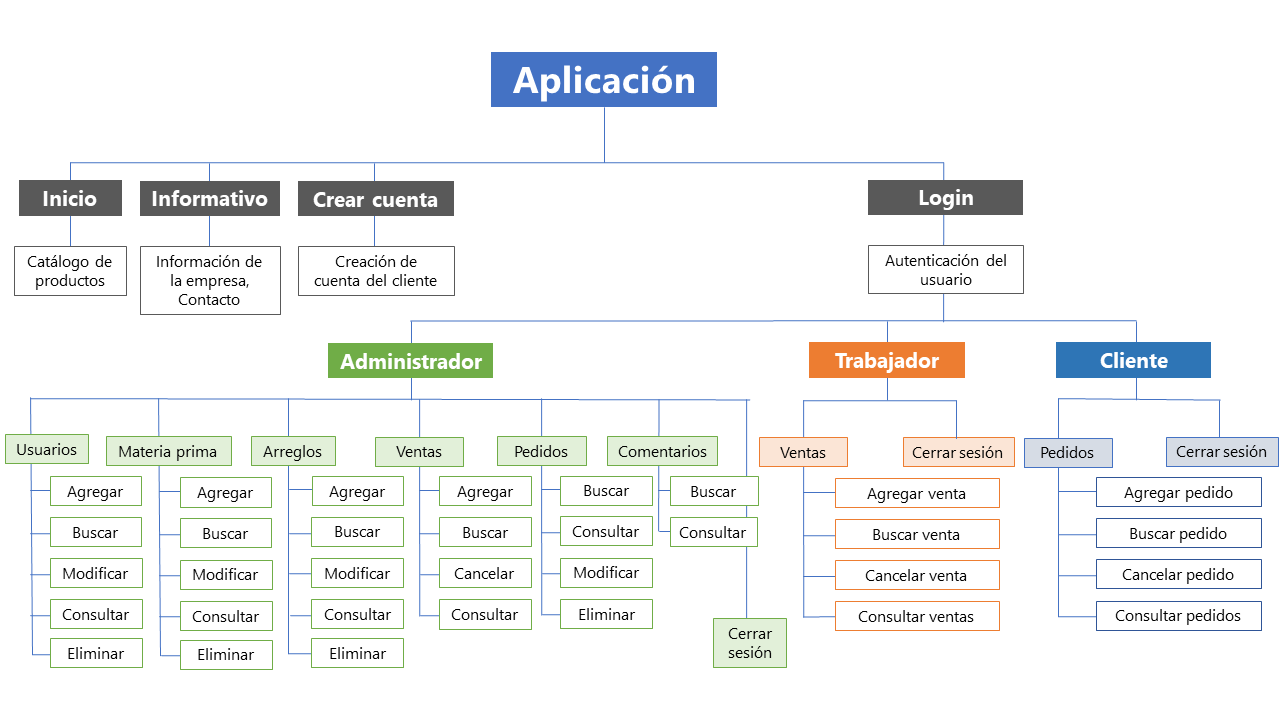 Aplicación
Inicio
Informativo
Crear cuenta
Login
Catálogo de
productos
Información de
la empresa,
Contacto
Creación de
cuenta del cliente
Autenticación del
usuario
Administrador
Trabajador
Cliente
Usuarios
Agregar
Buscar
Modificar
Consultar
Eliminar
Materia prima
Agregar
Buscar
Modificar
Consultar
Eliminar
Arreglos
Agregar
Buscar
Modificar
Consultar
Eliminar
Ventas
Agregar
Buscar
Cancelar
Consultar
Pedidos
Buscar
Consultar
Modificar
Eliminar
Comentarios
Buscar
Consultar
Cerrar
sesión
Ventas
Agregar venta
Buscar venta
Cancelar venta
Consultar ventas
Cerrar sesión
Pedidos
Agregar pedido
Buscar pedido
Cancelar pedido
Consultar pedidos
Cerrar sesión